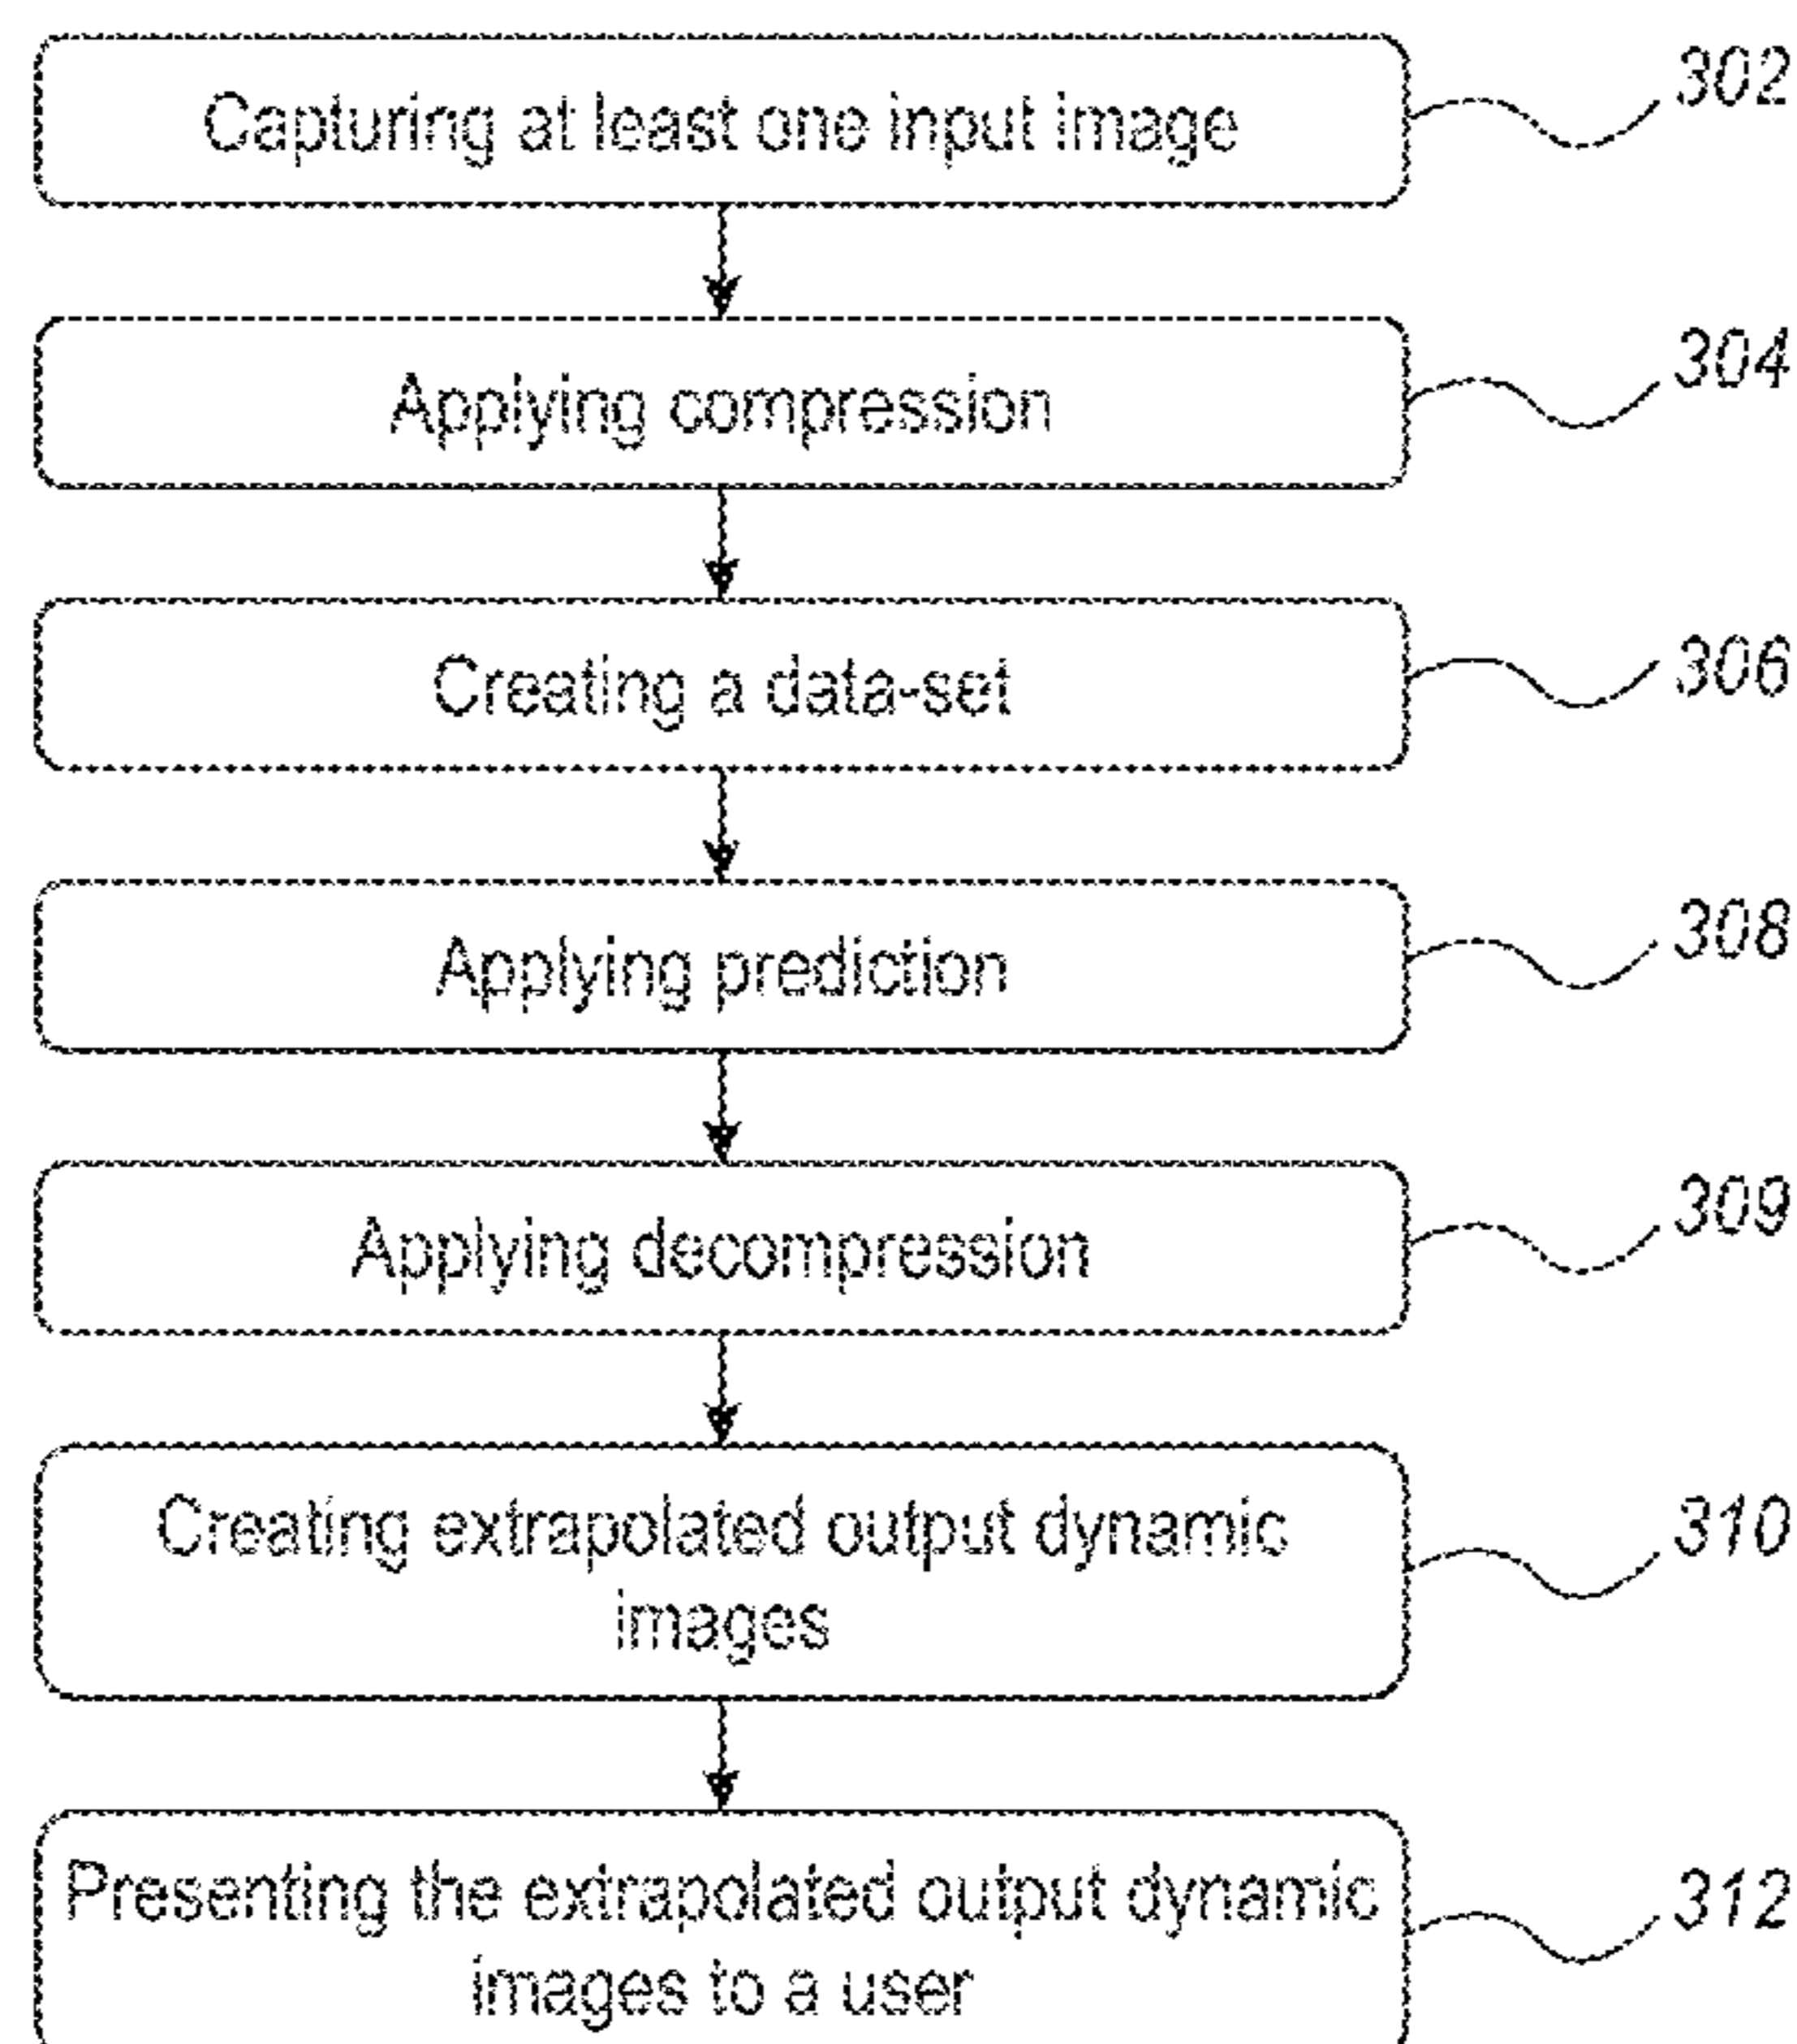 Capturing at least one input image
302
Applying compression
304
Creating a data-set
306
Applying prediction
308
Applying decompression
309
Creating extrapolated output dynamic
images
310
Presenting the extrapolated output dynamic
images to a user
312